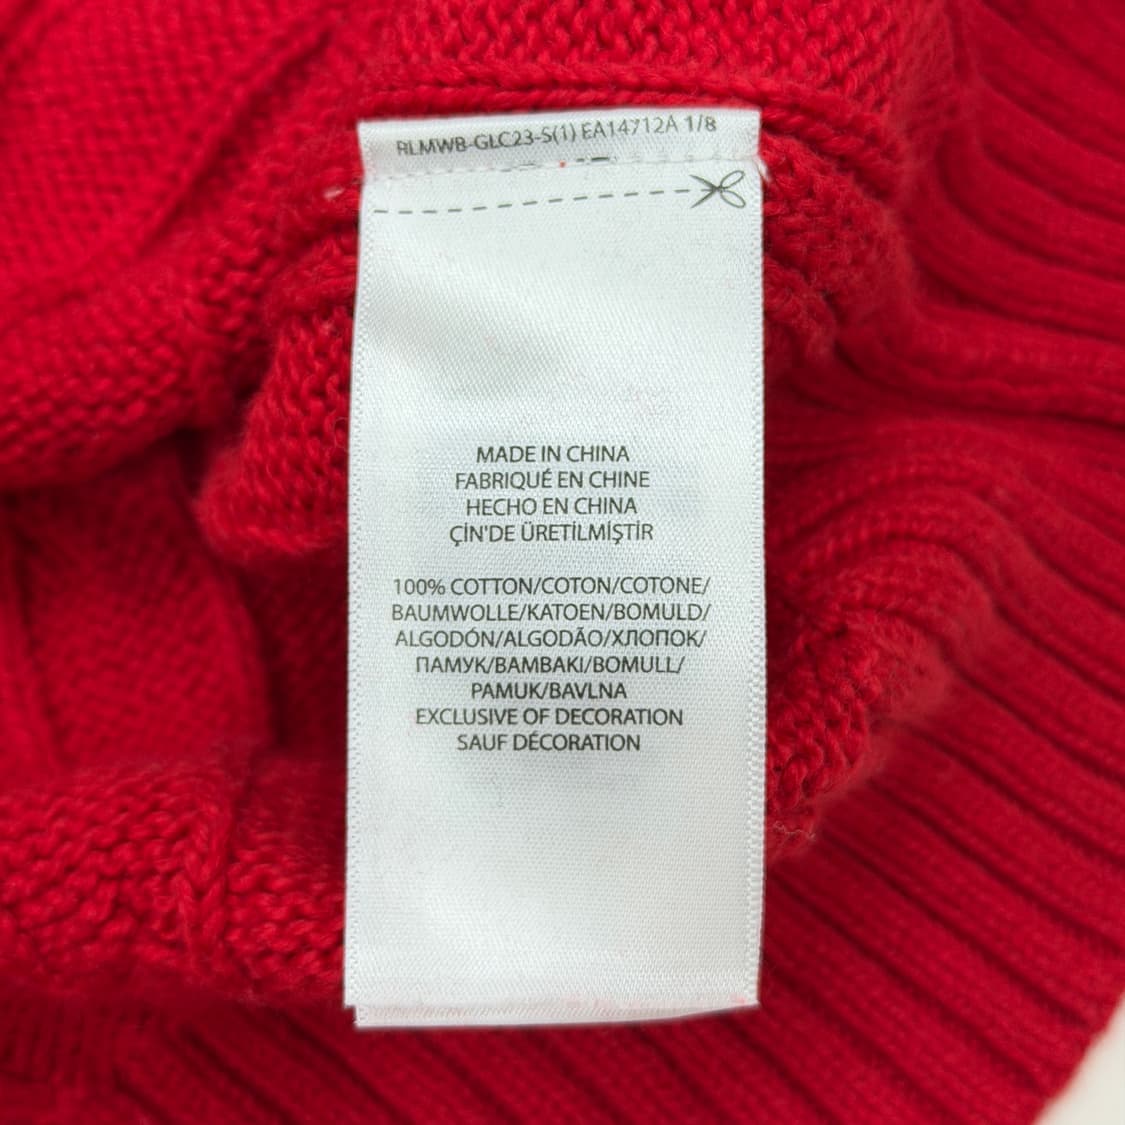 RLMWB-GLC23-S(1) EA14712A 1/8
MADE IN CHINA
FABRIQUÉ EN CHINE
HECHO EN CHINA
ÇİN'DE ÜRETİLMİŞTİR
100% COTTON/COTON/COTONE/
BAUMWOLLE/KATOEN/BOMULD/
ALGODÓN/ALGODÃO/ХЛОПОК/
ПАМУК/BAMBAKI/BOMULL/
PAMUK/BAVLNA
EXCLUSIVE OF DECORATION
SAUF DÉCORATION